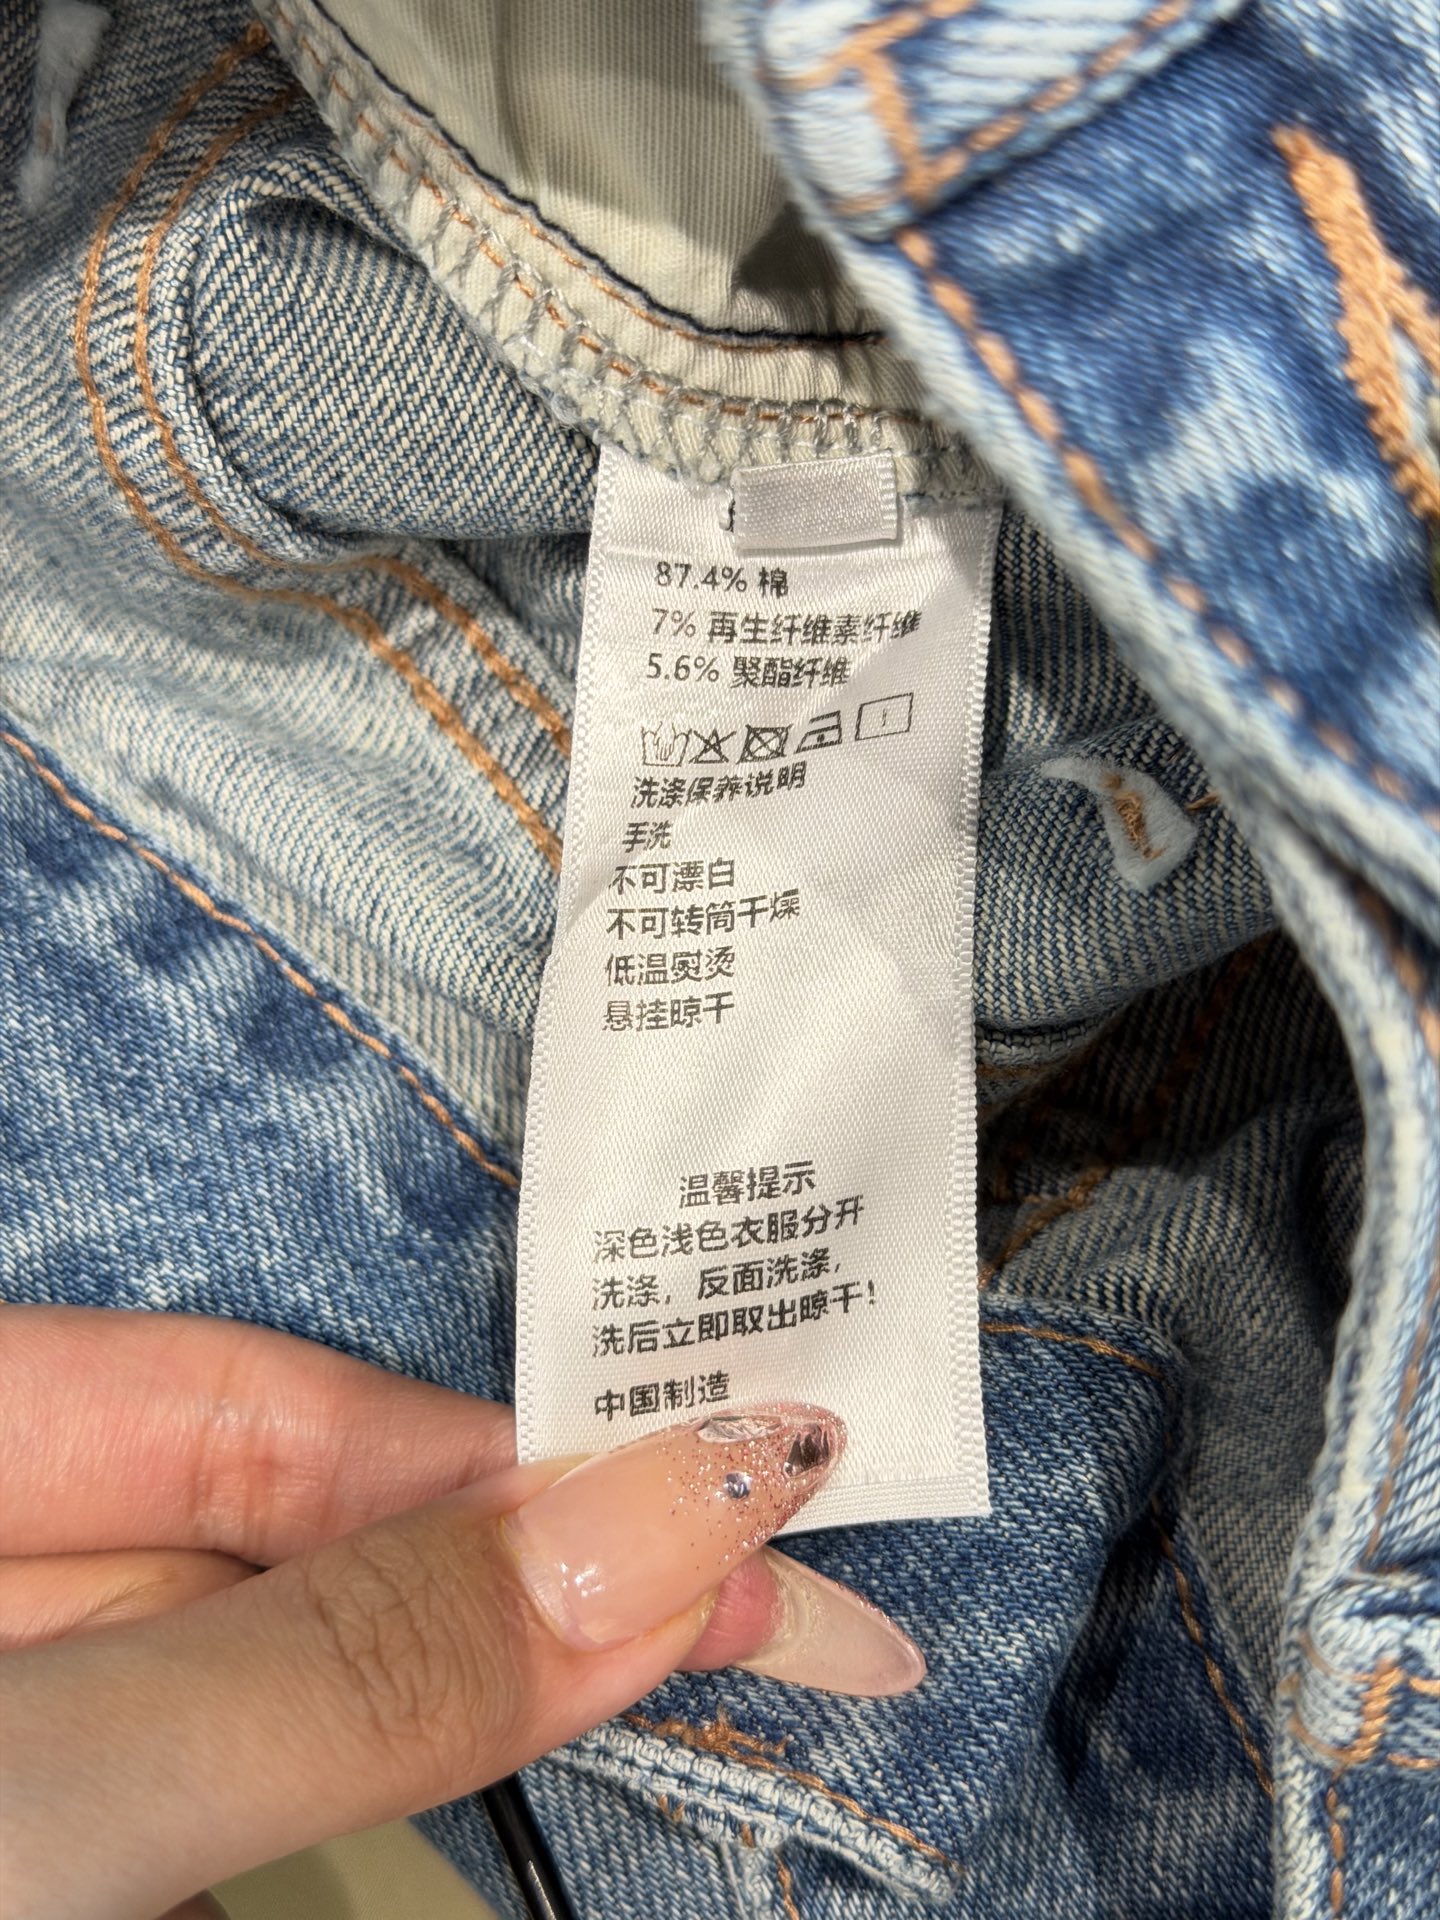 87.4% 棉
7% 再生纤维素纤维
5.6% 聚酯纤维
洗涤保养说明
手洗
不可漂白
不可转筒干燥
低温熨烫
悬挂晾干
温馨提示
深色浅色衣服分开
洗涤，反面洗涤，
洗后立即取出晾干！
中国制造